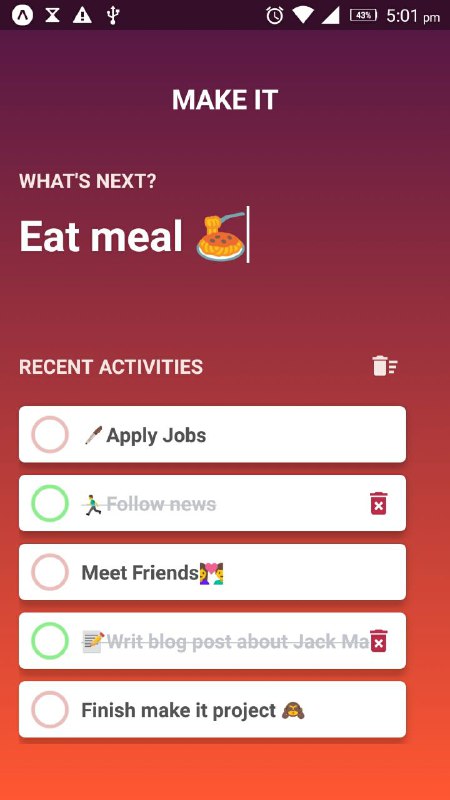 43%
5:01 pm
MAKE IT
WHAT'S NEXT?
Eat meal 🍝
RECENT ACTIVITIES
🖋Apply Jobs
🏃‍♂️Follow news
Meet Friends👩‍❤️‍👩
📝Writ blog post about Jack Ma
Finish make it project 🙈